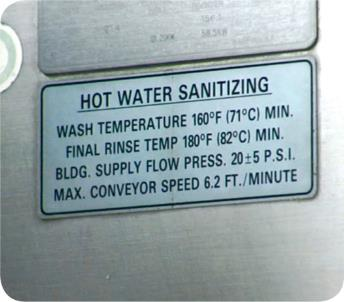 HOT WATER SANITIZING
WASH TEMPERATURE 160°F (71°C) MIN.
FINAL RINSE TEMP 180°F (82°C) MIN.
BLDG. SUPPLY FLOW PRESS. 20±5 P.S.I.
MAX. CONVEYOR SPEED 6.2 FT./MINUTE